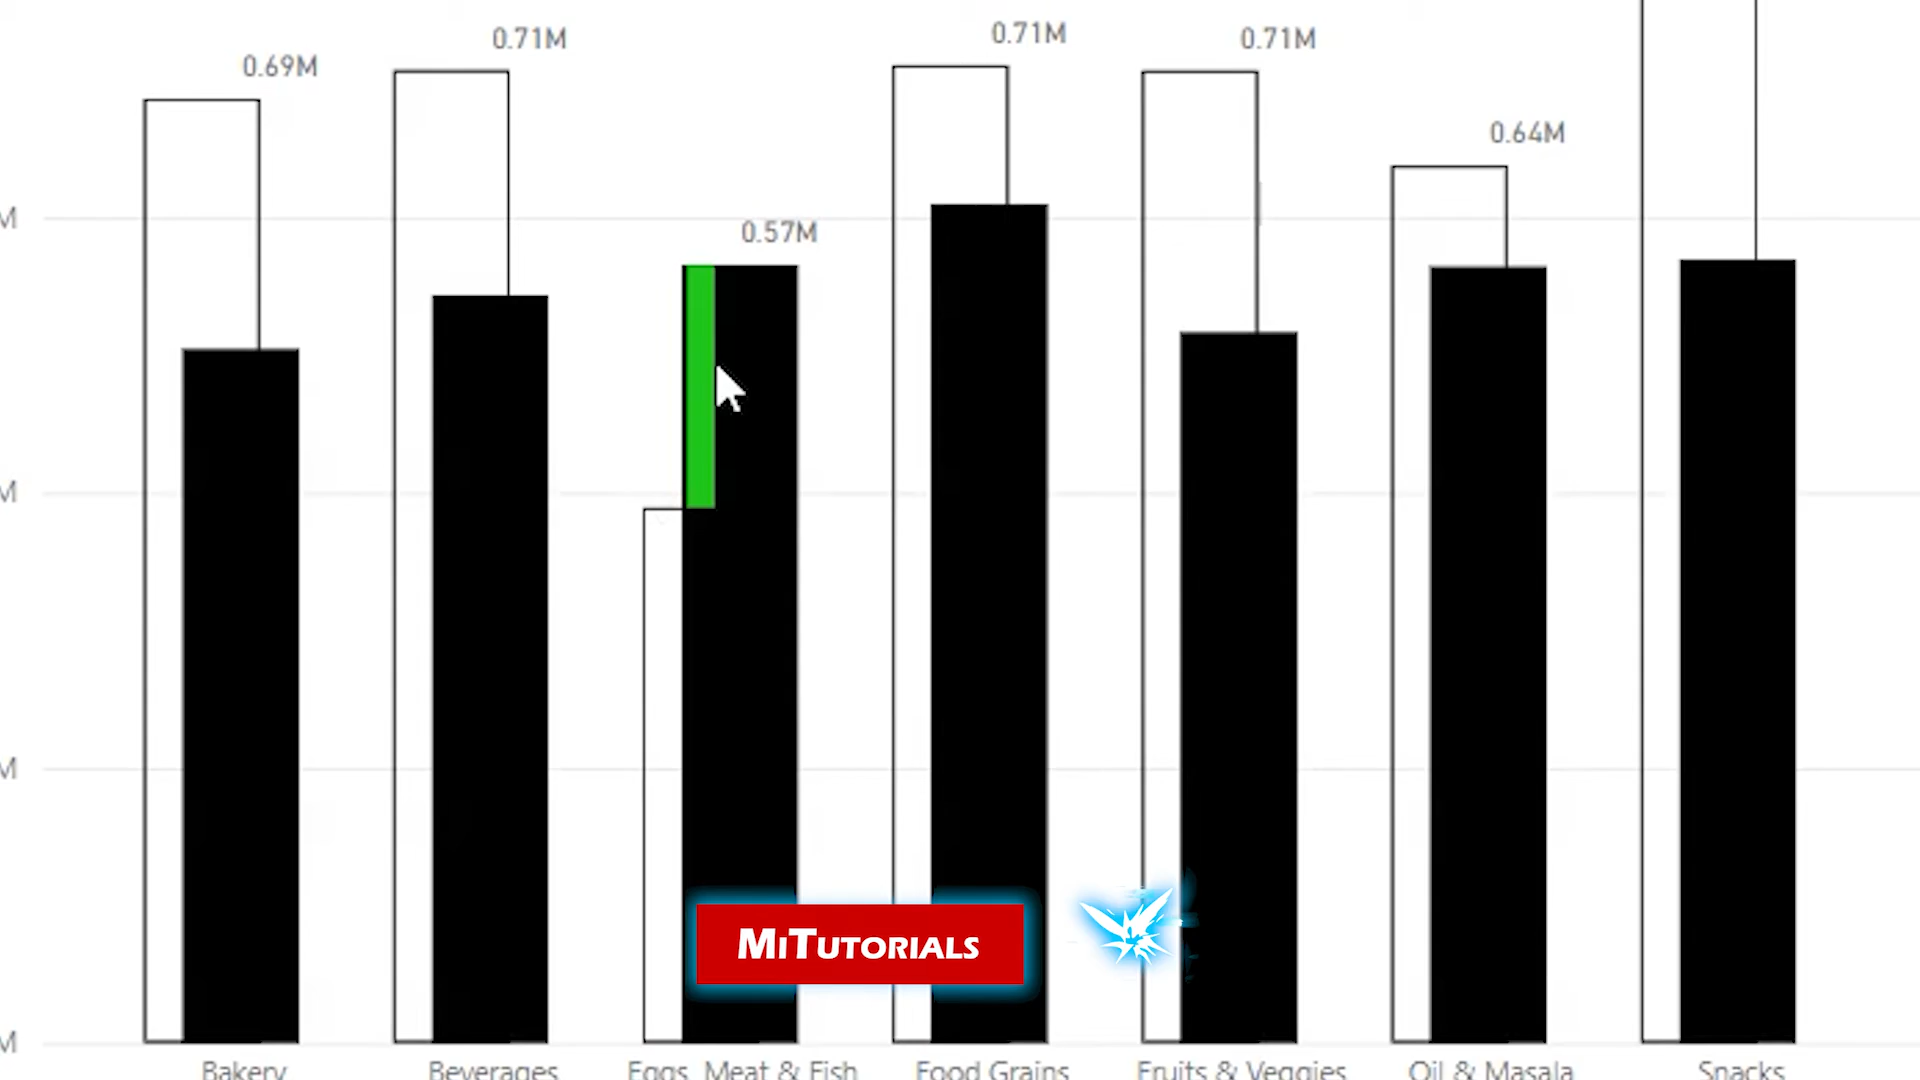 0.69M
0.71M
0.57M
0.71M
0.71M
0.64M
M
M
M
M
MiTutorials
Bakery
Beverages
Eggs, Meat & Fish
Food Grains
Fruits & Veggies
Oil & Masala
Snacks